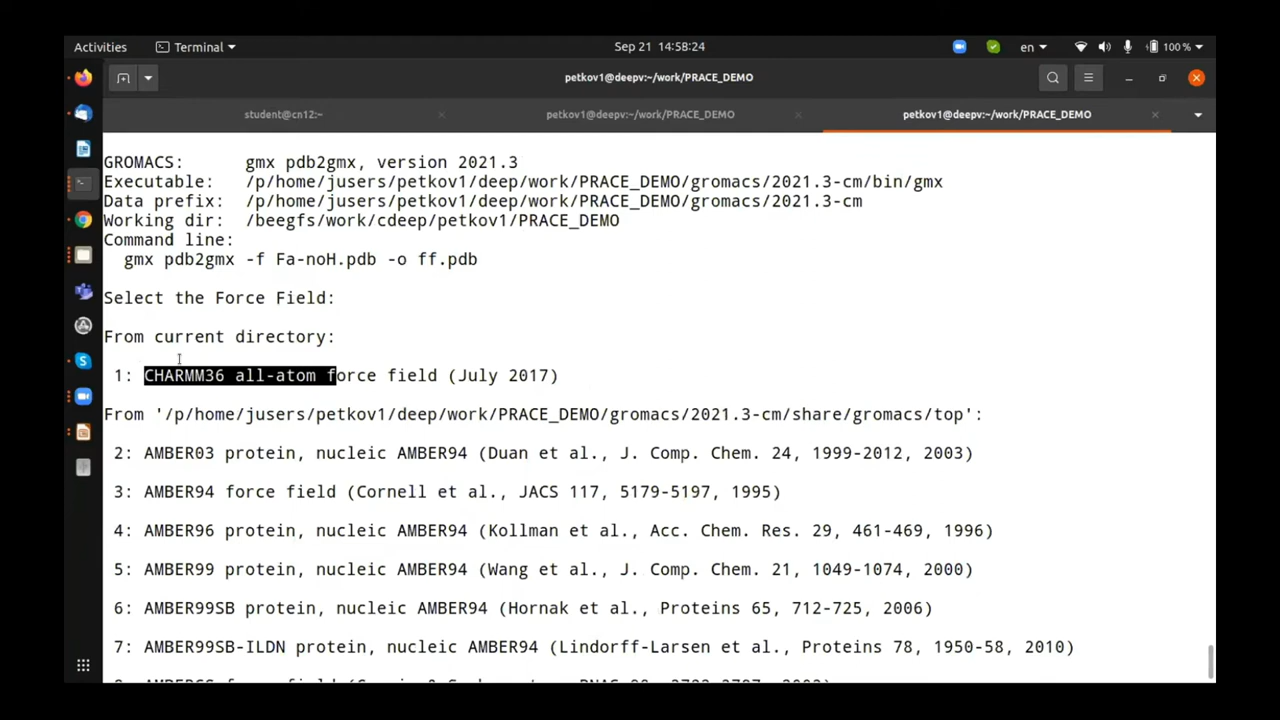 Activities
Terminal
Sep 21 14:58:24
en
100 %
petkov1@deepv:~/work/PRACE_DEMO
student@cn12:~
petkov1@deepv:~/work/PRACE_DEMO
petkov1@deepv:~/work/PRACE_DEMO
GROMACS: gmx pdb2gmx, version 2021.3
Executable: /p/home/jusers/petkov1/deep/work/PRACE_DEMO/gromacs/2021.3-cm/bin/gmx
Data prefix: /p/home/jusers/petkov1/deep/work/PRACE_DEMO/gromacs/2021.3-cm
Working dir: /beegfs/work/cdeep/petkov1/PRACE_DEMO
Command line:
gmx pdb2gmx -f Fa-noH.pdb -o ff.pdb
Select the Force Field:
From current directory:
1: CHARMM36 all-atom force field (July 2017)
From '/p/home/jusers/petkov1/deep/work/PRACE_DEMO/gromacs/2021.3-cm/share/gromacs/top':
2: AMBER03 protein, nucleic AMBER94 (Duan et al., J. Comp. Chem. 24, 1999-2012, 2003)
3: AMBER94 force field (Cornell et al., JACS 117, 5179-5197, 1995)
4: AMBER96 protein, nucleic AMBER94 (Kollman et al., Acc. Chem. Res. 29, 461-469, 1996)
5: AMBER99 protein, nucleic AMBER94 (Wang et al., J. Comp. Chem. 21, 1049-1074, 2000)
6: AMBER99SB protein, nucleic AMBER94 (Hornak et al., Proteins 65, 712-725, 2006)
7: AMBER99SB-ILDN protein, nucleic AMBER94 (Lindorff-Larsen et al., Proteins 78, 1950-58, 2010)